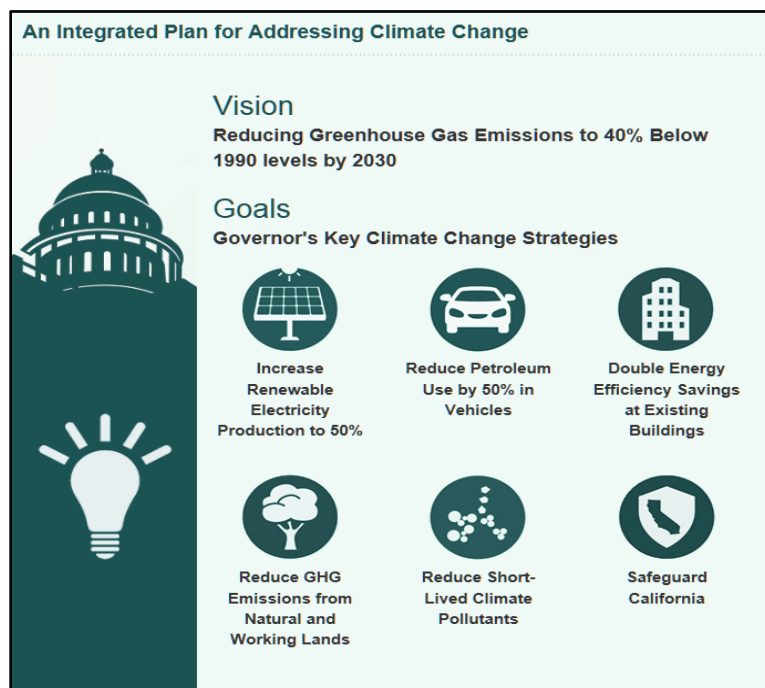 An Integrated Plan for Addressing Climate Change
Vision
Reducing Greenhouse Gas Emissions to 40% Below
1990 levels by 2030
Goals
Governor's Key Climate Change Strategies
Increase
Renewable
Electricity
Production to 50%
Reduce Petroleum
Use by 50% in
Vehicles
Double Energy
Efficiency Savings
at Existing
Buildings
Reduce GHG
Emissions from
Natural and
Working Lands
Reduce Short-
Lived Climate
Pollutants
Safeguard
California